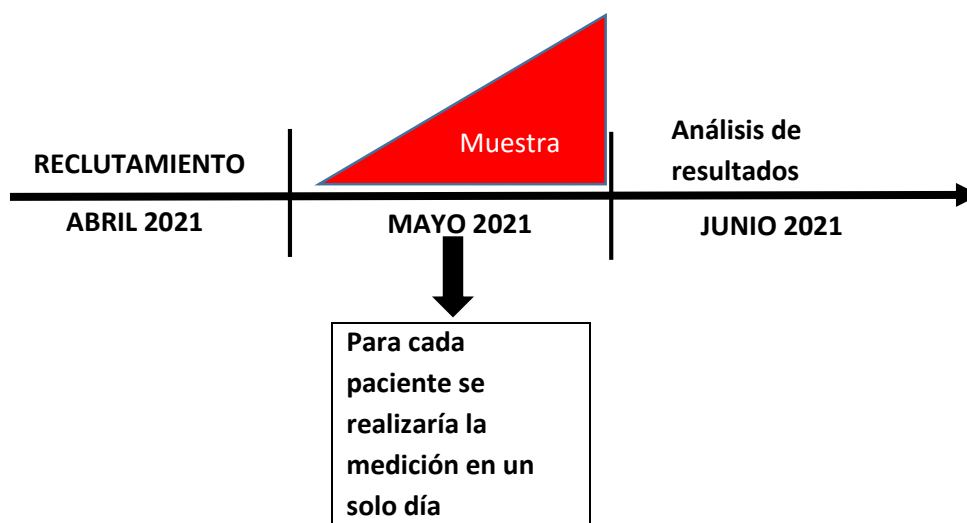 Muestra
Análisis de
resultados
RECLUTAMIENTO
ABRIL 2021
MAYO 2021
JUNIO 2021
Para cada
paciente se
realizaría la
medición en un
solo día